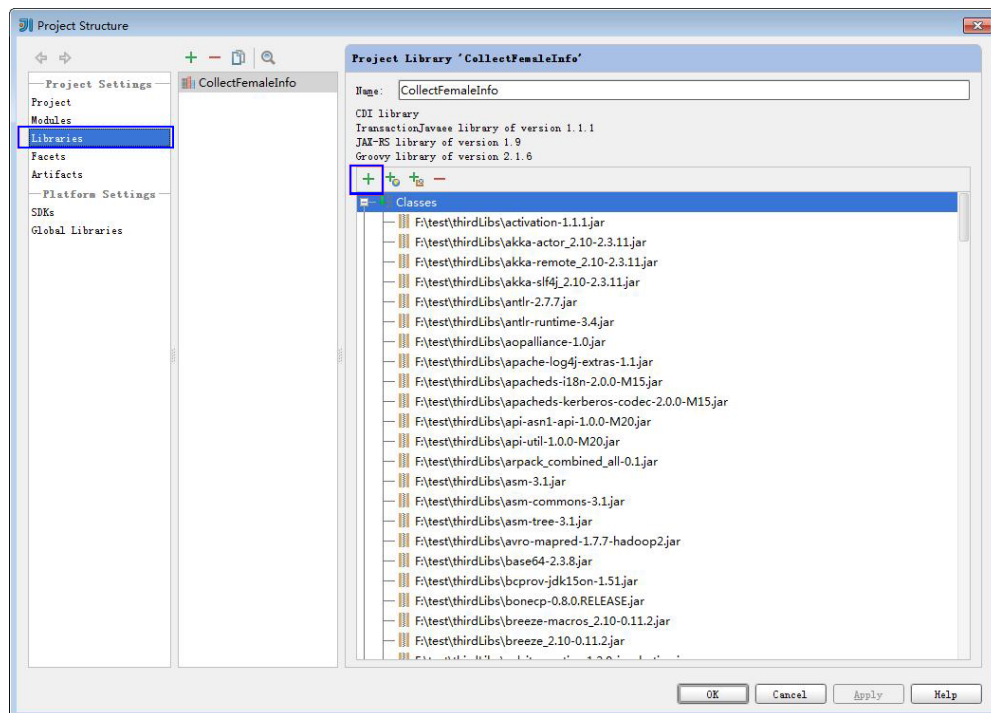 Project Structure
Project Settings
Project
Modules
Libraries
Facets
Artifacts
Platform Settings
SDKs
Global Libraries
CollectFemaleInfo
Project Library 'CollectFemaleInfo'
Name: CollectFemaleInfo
CDI library
TransactionJavaee library of version 1.1.1
JAX-RS library of version 1.9
Groovy library of version 2.1.6
Classes
F:\test\thirdLibs\activation-1.1.1.jar
F:\test\thirdLibs\akka-actor_2.10-2.3.11.jar
F:\test\thirdLibs\akka-remote_2.10-2.3.11.jar
F:\test\thirdLibs\akka-slf4j_2.10-2.3.11.jar
F:\test\thirdLibs\antlr-2.7.7.jar
F:\test\thirdLibs\antlr-runtime-3.4.jar
F:\test\thirdLibs\aopalliance-1.0.jar
F:\test\thirdLibs\apache-log4j-extras-1.1.jar
F:\test\thirdLibs\apacheds-i18n-2.0.0-M15.jar
F:\test\thirdLibs\apacheds-kerberos-codec-2.0.0-M15.jar
F:\test\thirdLibs\api-asn1-api-1.0.0-M20.jar
F:\test\thirdLibs\api-util-1.0.0-M20.jar
F:\test\thirdLibs\arpack_combined_all-0.1.jar
F:\test\thirdLibs\asm-3.1.jar
F:\test\thirdLibs\asm-commons-3.1.jar
F:\test\thirdLibs\asm-tree-3.1.jar
F:\test\thirdLibs\avro-mapred-1.7.7-hadoop2.jar
F:\test\thirdLibs\base64-2.3.8.jar
F:\test\thirdLibs\bcprov-jdk15on-1.51.jar
F:\test\thirdLibs\bonecp-0.8.0.RELEASE.jar
F:\test\thirdLibs\breeze-macros_2.10-0.11.2.jar
F:\test\thirdLibs\breeze_2.10-0.11.2.jar
OK Cancel Apply Help